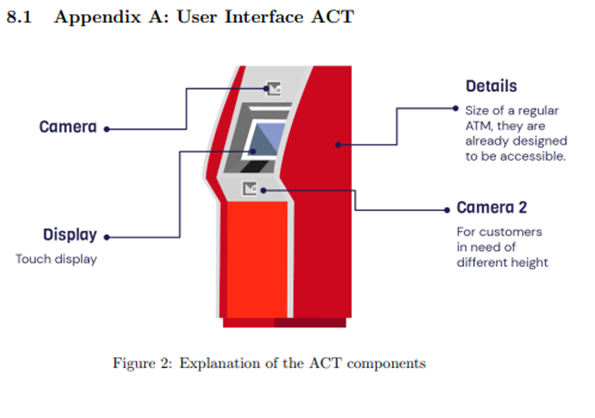 8.1 Appendix A: User Interface ACT
Camera
Display
Touch display
Details
Size of a regular
ATM, they are
already designed
to be accessible.
Camera 2
For customers
in need of
different height
Figure 2: Explanation of the ACT components